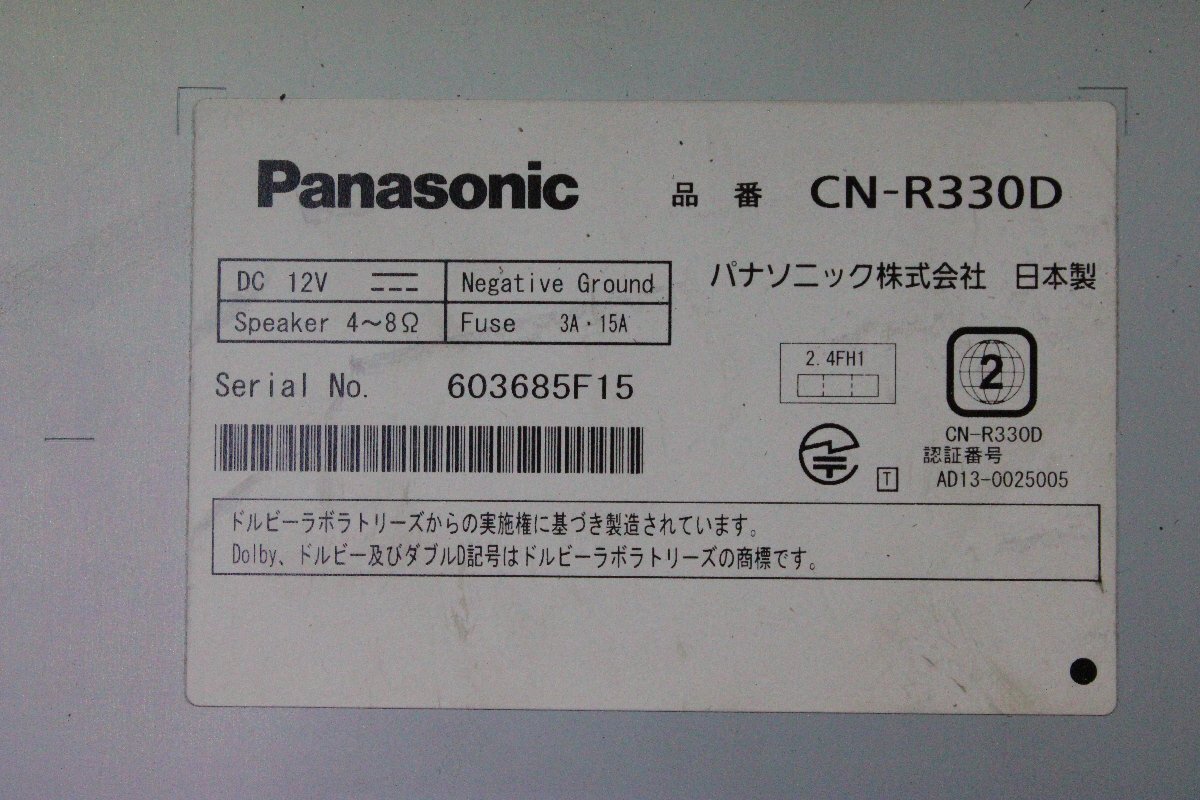 Panasonic 品番 CN-R330D
パナソニック株式会社 日本製
DC 12V Negative Ground
Speaker 4～8Ω Fuse 3A・15A
Serial No. 603685F15
2.4FH1
2
CN-R330D
認証番号
AD13-0025005
T
ドルビーラボラトリーズからの実施権に基づき製造されています。
Dolby、ドルビー及びダブルD記号はドルビーラボラトリーズの商標です。